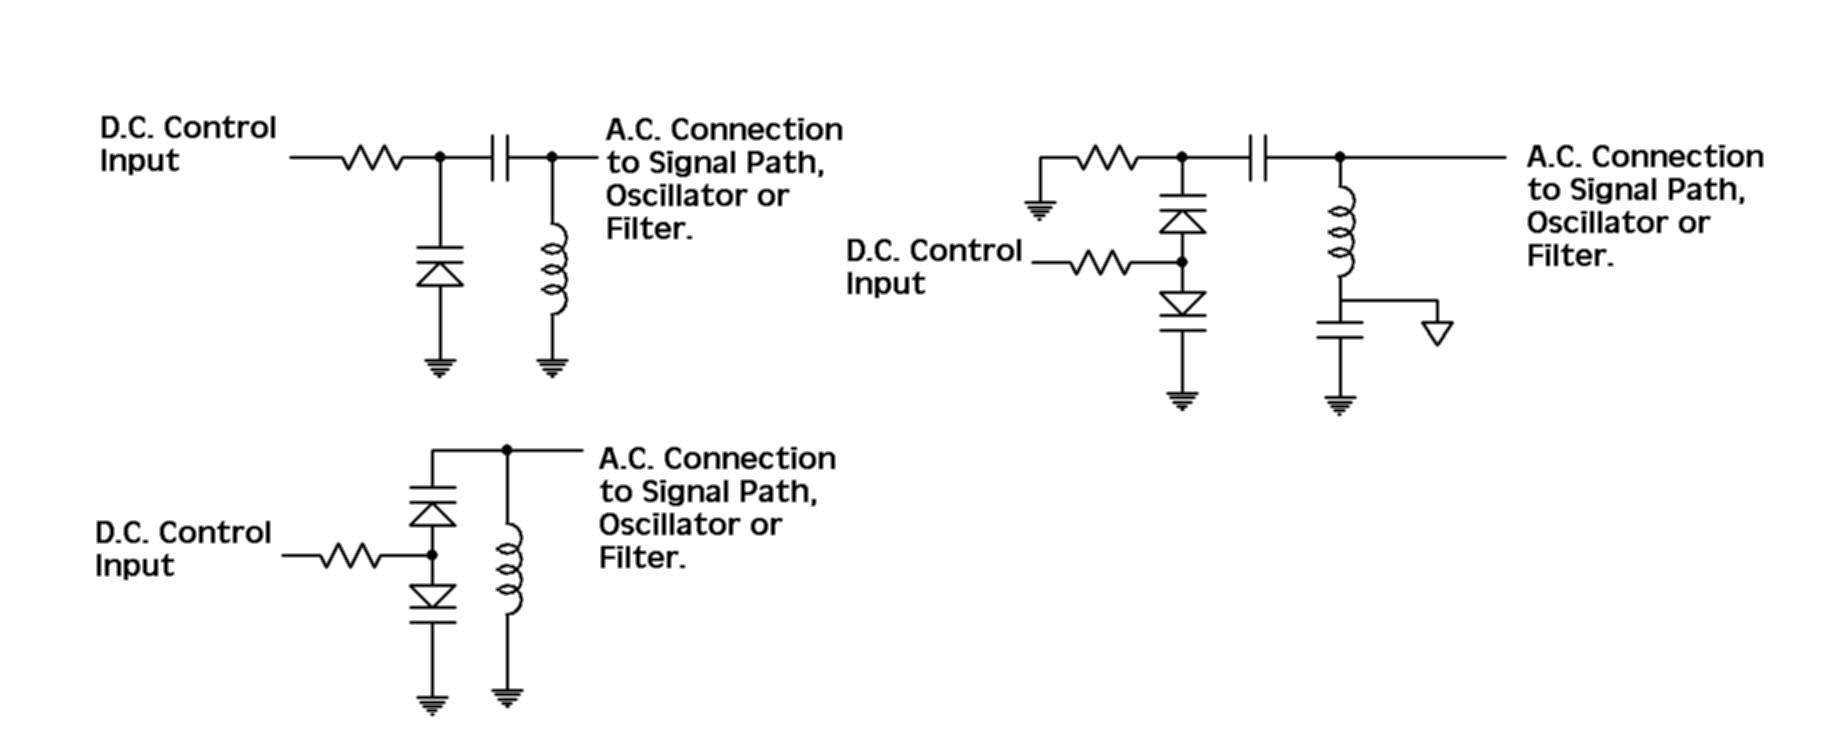 D.C. Control
Input
A.C. Connection
to Signal Path,
Oscillator or
Filter.
D.C. Control
Input
A.C. Connection
to Signal Path,
Oscillator or
Filter.
D.C. Control
Input
A.C. Connection
to Signal Path,
Oscillator or
Filter.